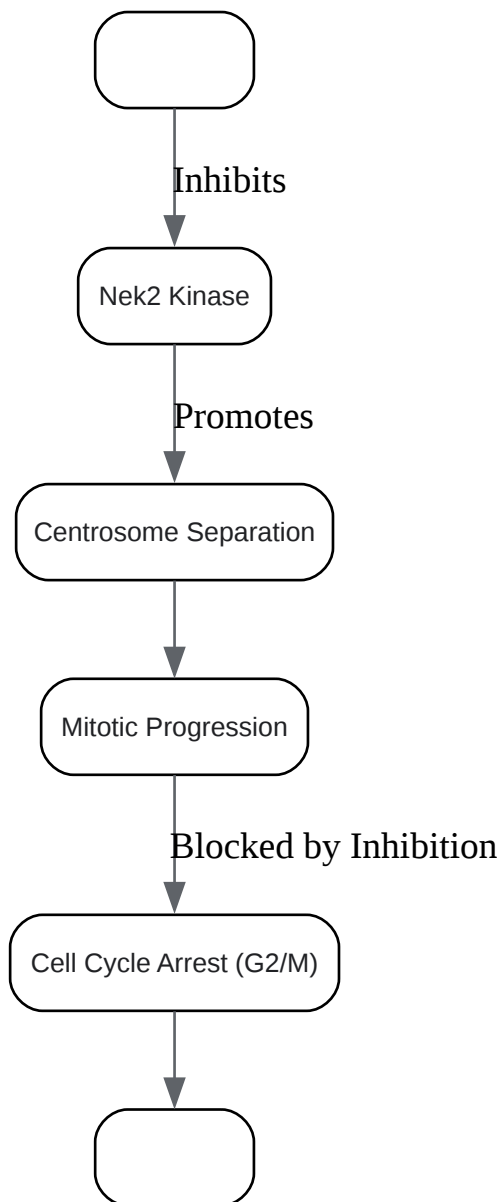 Inhibits
Nek2 Kinase
Promotes
Centrosome Separation
Mitotic Progression
Blocked by Inhibition
Cell Cycle Arrest (G2/M)